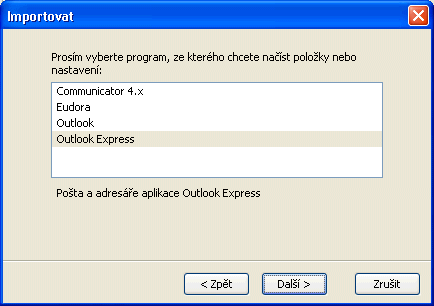 Importovat
Prosím vyberte program, ze kterého chcete načíst položky nebo
nastavení:
Communicator 4.x
Eudora
Outlook
Outlook Express
Pošta a adresáře aplikace Outlook Express
< Zpět
Další >
Zrušit